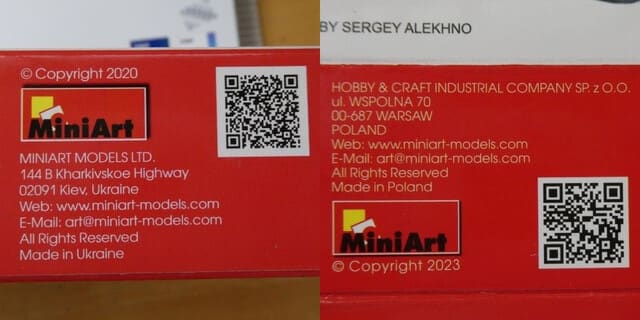 © Copyright 2020
MiniArt
MINIART MODELS LTD.
144 B Kharkivskoe Highway
02091 Kiev, Ukraine
Web: www.miniart-models.com
E-Mail: art@miniart-models.com
All Rights Reserved
Made in Ukraine
BY SERGEY ALEKHNO
HOBBY & CRAFT INDUSTRIAL COMPANY SP. z O.O.
ul. WSPOLNA 70
00-687 WARSAW
POLAND
Web: www.miniart-models.com
E-Mail: art@miniart-models.com
All Rights Reserved
Made in Poland
MiniArt
© Copyright 2023